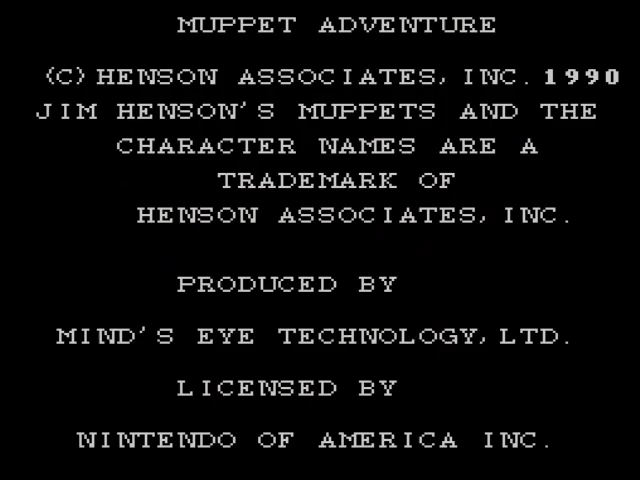 MUPPET ADVENTURE
(C) HENSON ASSOCIATES, INC. 1990
JIM HENSON'S MUPPETS AND THE
CHARACTER NAMES ARE A
TRADEMARK OF
HENSON ASSOCIATES, INC.
PRODUCED BY
MIND'S EYE TECHNOLOGY, LTD.
LICENSED BY
NINTENDO OF AMERICA INC.